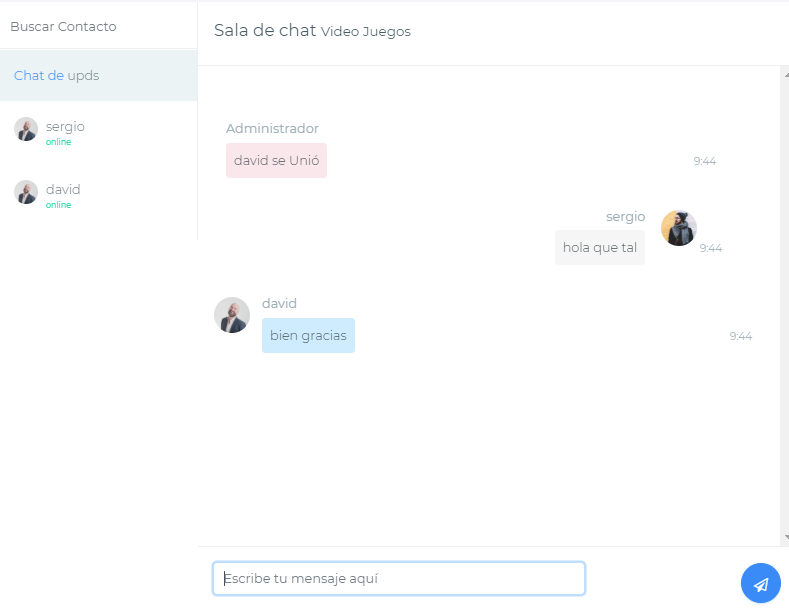 Buscar Contacto
Chat de upds
sergio
online
david
online
Sala de chat Video Juegos
Administrador
david se Unió
9:44
sergio
hola que tal
9:44
david
bien gracias
9:44
Escribe tu mensaje aquí